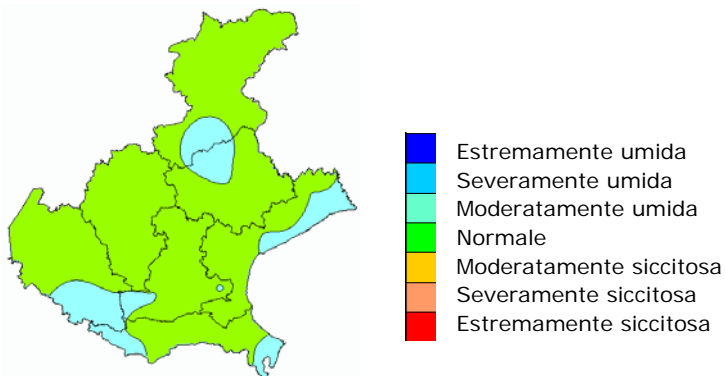 Estremamente umida
Severamente umida
Moderatamente umida
Normale
Moderatamente siccitosa
Severamente siccitosa
Estremamente siccitosa